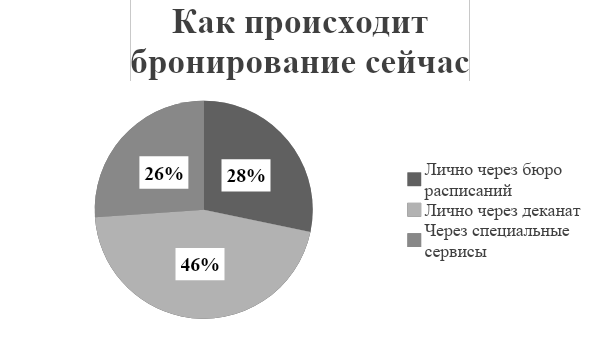 Как происходит
бронирование сейчас
26%
28%
46%
Лично через бюро
расписаний
Лично через деканат
Через специальные
сервисы